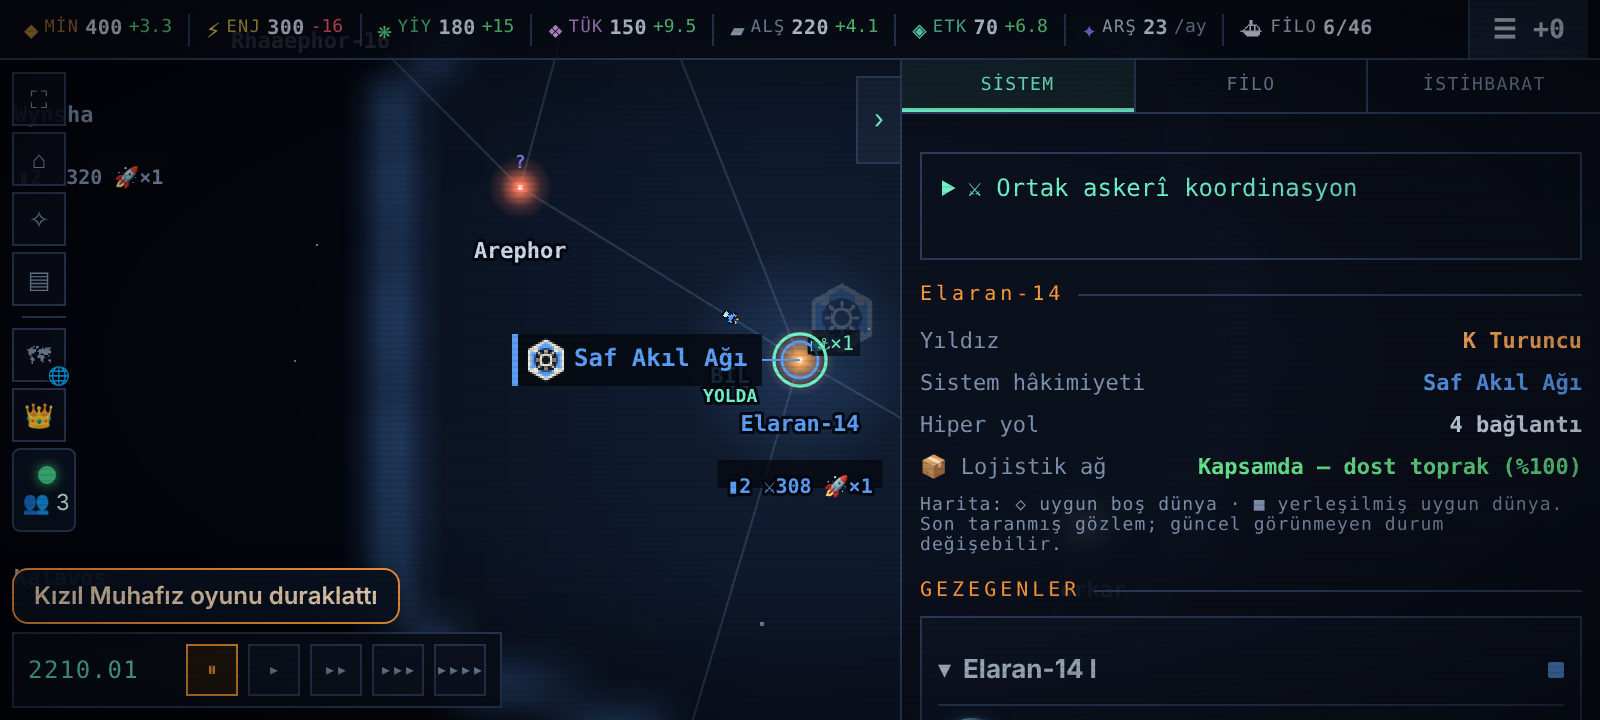 MİN 400 +3.3 ENJ 300 -16 YİY 180 +15 TÜK 150 +9.5 ALŞ 220 +4.1 ETK 70 +6.8 ARŞ 23 /ay FİLO 6/46 ☰ +0
Rhaaephor-16
SİSTEM FİLO İSTİHBARAT
Wynsha
2 320 🚀×1
?
Arephor
▶ ⚔ Ortak askerî koordinasyon
Elaran-14
Yıldız K Turuncu
Sistem hâkimiyeti Saf Akıl Ağı
Hiper yol 4 bağlantı
📦 Lojistik ağ Kapsamda — dost toprak (%100)
Harita: ◇ uygun boş dünya · ■ yerleşilmiş uygun dünya.
Son taranmış gözlem; güncel görünmeyen durum
değişebilir.
×1
Saf Akıl Ağı
BİL
YOLDA
Elaran-14
▮2 ⚔308 🚀×1
👥 3
GEZEGENLER
▼ Elaran-14 I
Kızıl Muhafız oyunu duraklattı
2210.01